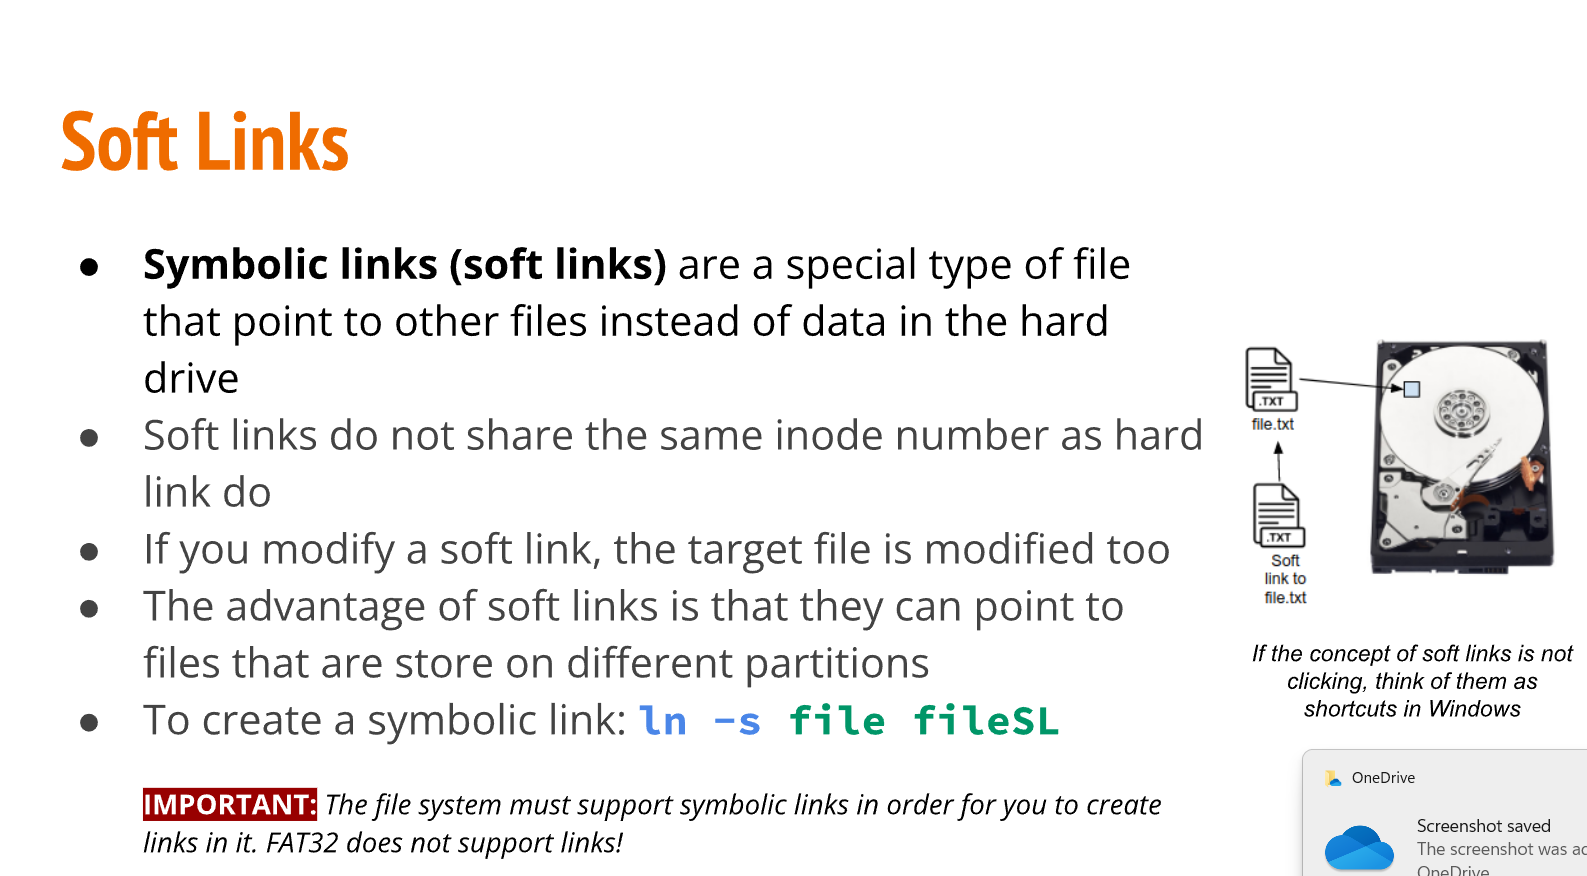 Soft Links
● Symbolic links (soft links) are a special type of file
that point to other files instead of data in the hard
drive
● Soft links do not share the same inode number as hard
link do
● If you modify a soft link, the target file is modified too
● The advantage of soft links is that they can point to
files that are store on different partitions
● To create a symbolic link: ln -s file fileSL
IMPORTANT: The file system must support symbolic links in order for you to create
links in it. FAT32 does not support links!
.TXT
file.txt
.TXT
Soft
link to
file.txt
If the concept of soft links is not
clicking, think of them as
shortcuts in Windows
OneDrive
Screenshot saved
The screenshot was
OneDrive